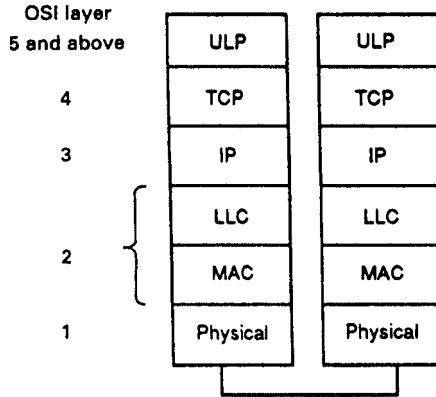 OSI layer
5 and above ULP ULP
4 TCP TCP
3 IP IP
LLC LLC
2
MAC MAC
1 Physical Physical